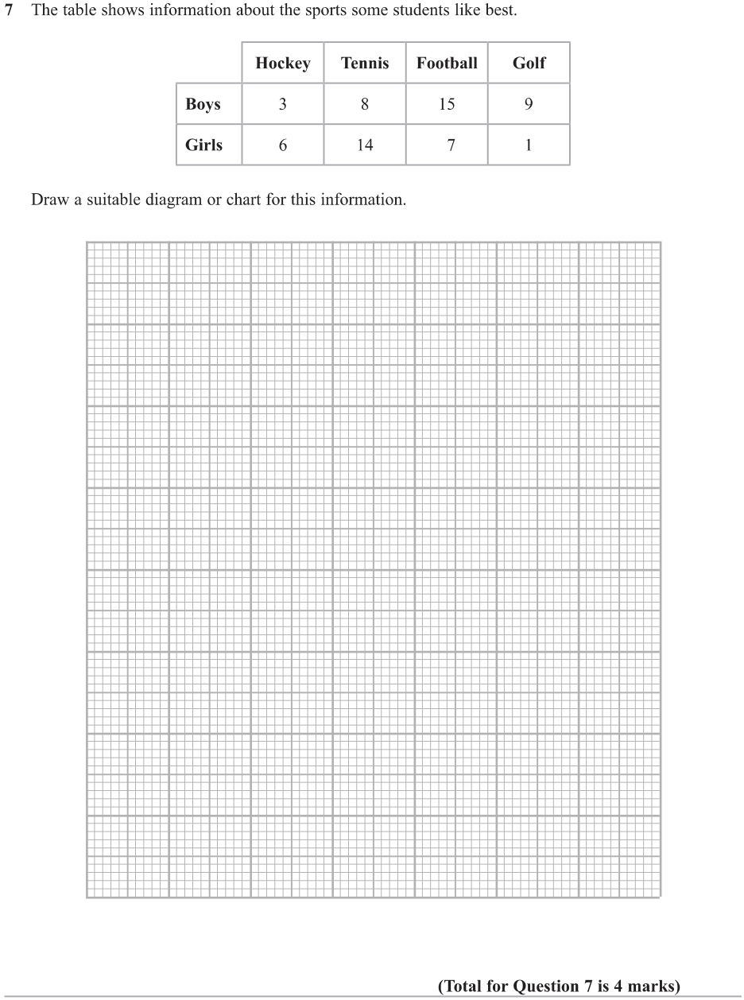 7 The table shows information about the sports some students like best.
Hockey Tennis Football Golf
Boys 3 8 15 9
Girls 6 14 7 1
Draw a suitable diagram or chart for this information.
(Total for Question 7 is 4 marks)